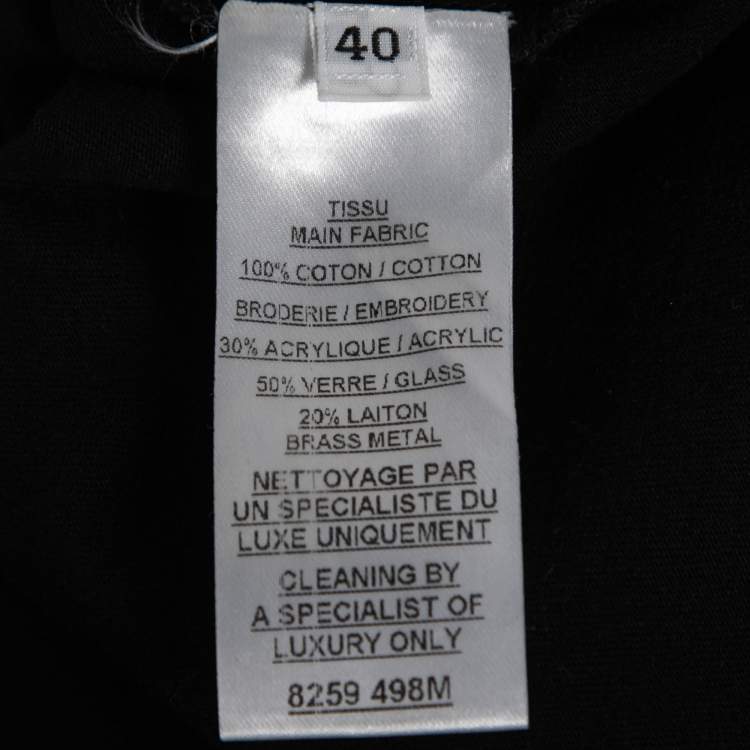 40
TISSU
MAIN FABRIC
100% COTON / COTTON
BRODERIE / EMBROIDERY
30% ACRYLIQUE / ACRYLIC
50% VERRE / GLASS
20% LAITON
BRASS METAL
NETTOYAGE PAR
UN SPECIALISTE DU
LUXE UNIQUEMENT
CLEANING BY
A SPECIALIST OF
LUXURY ONLY
8259 498M